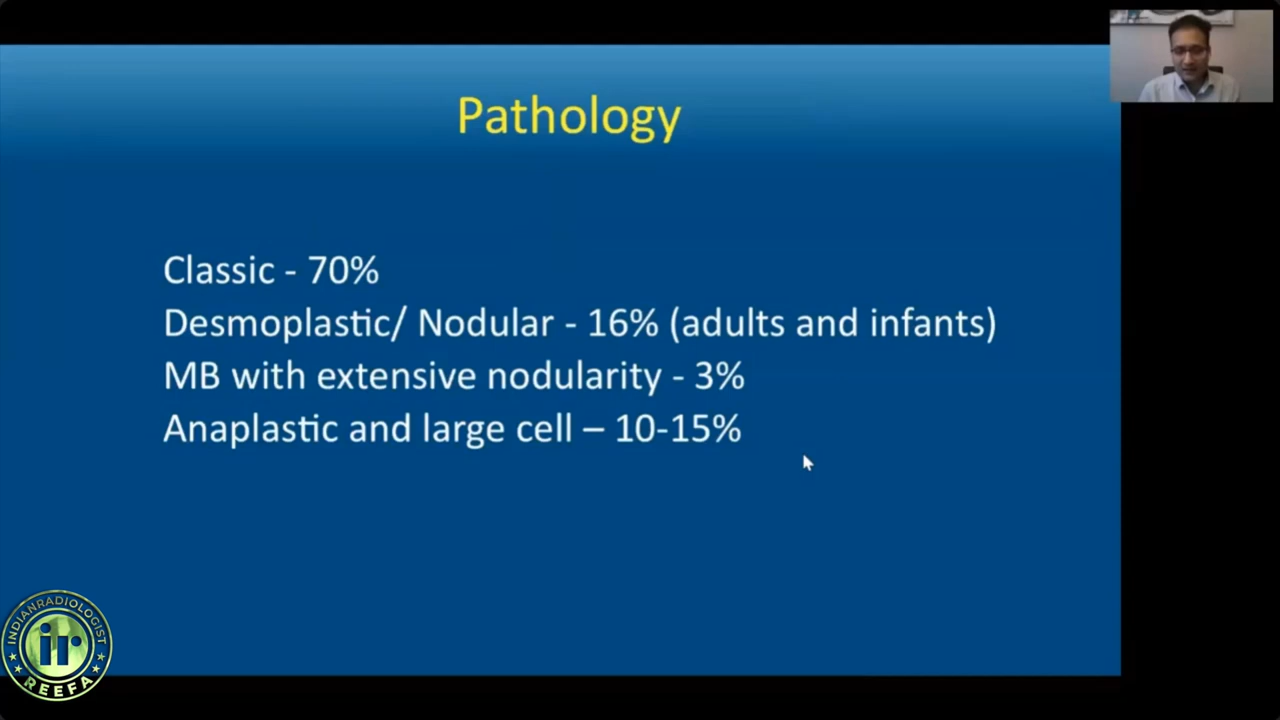 Pathology
Classic - 70%
Desmoplastic/ Nodular - 16% (adults and infants)
MB with extensive nodularity - 3%
Anaplastic and large cell – 10-15%
INDIANRADIOLOGIST
ir
REEFA